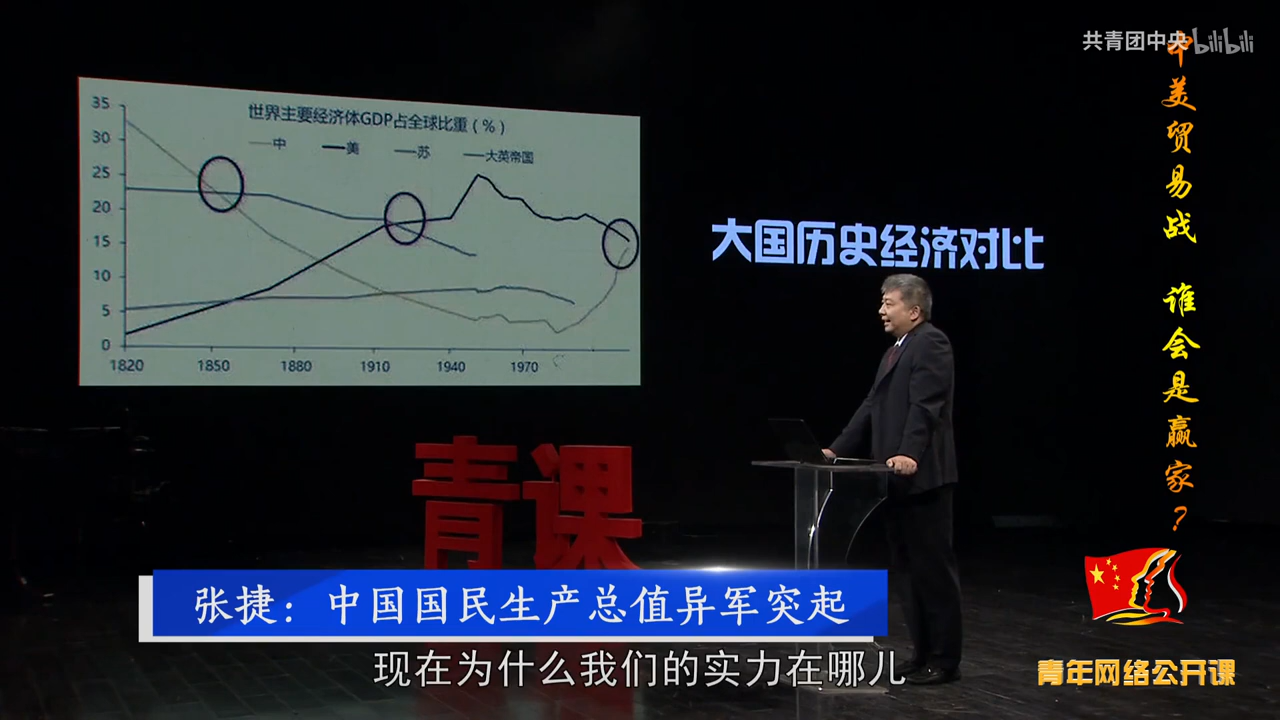 共青团中央 bilibili
中美贸易战 谁会是赢家？
世界主要经济体GDP占全球比重（%）
中 美 苏 大英帝国
35
30
25
20
15
10
5
0
1820 1850 1880 1910 1940 1970
大国历史经济对比
青课
张捷：中国国民生产总值异军突起
现在为什么我们的实力在哪儿
青年网络公开课